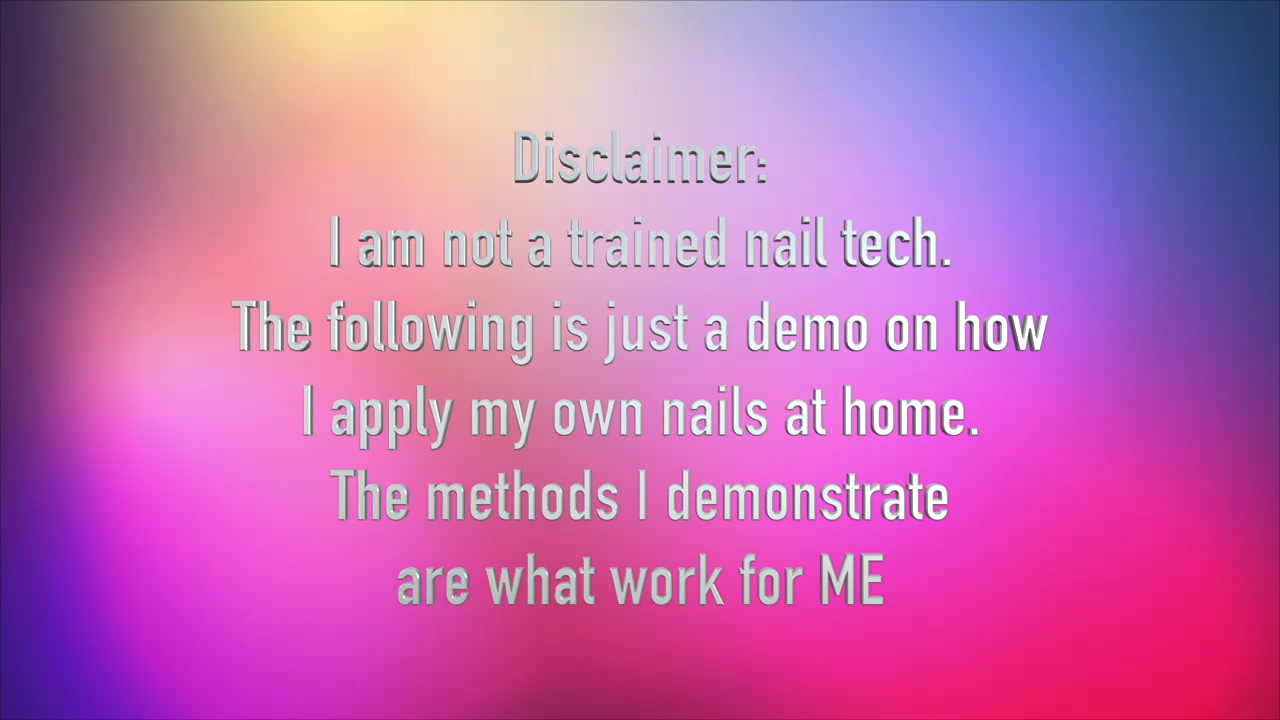 Disclaimer:
I am not a trained nail tech.
The following is just a demo on how
I apply my own nails at home.
The methods I demonstrate
are what work for ME